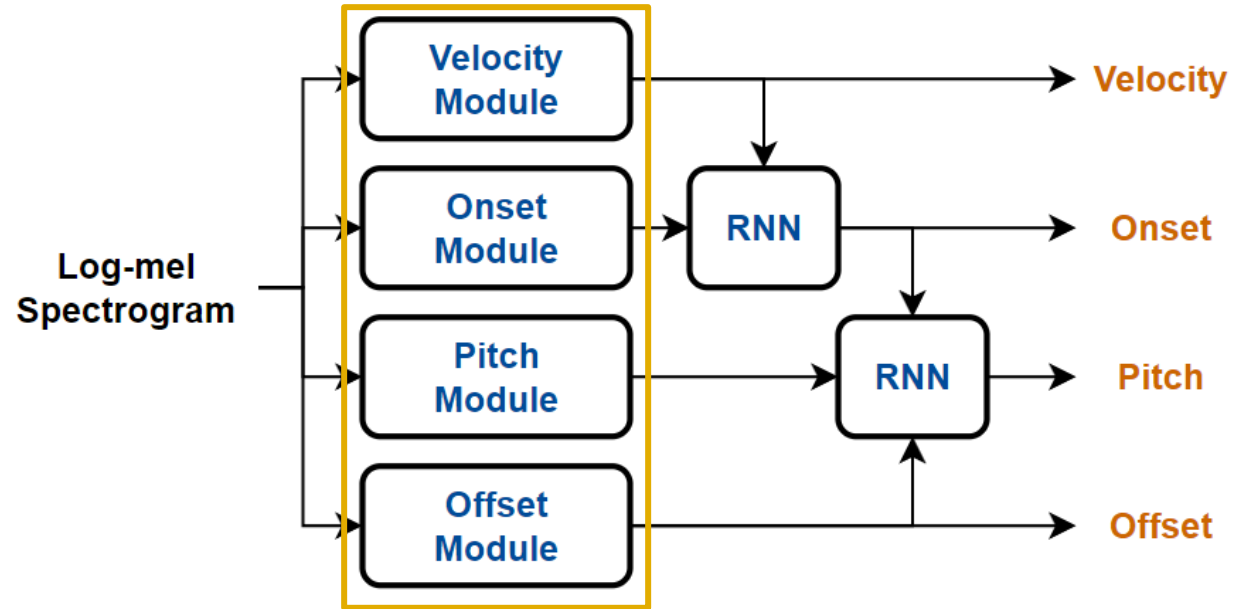 Velocity
Module
Velocity
Onset
Module
RNN
Onset
Log-mel
Spectrogram
Pitch
Module
RNN
Pitch
Offset
Module
Offset